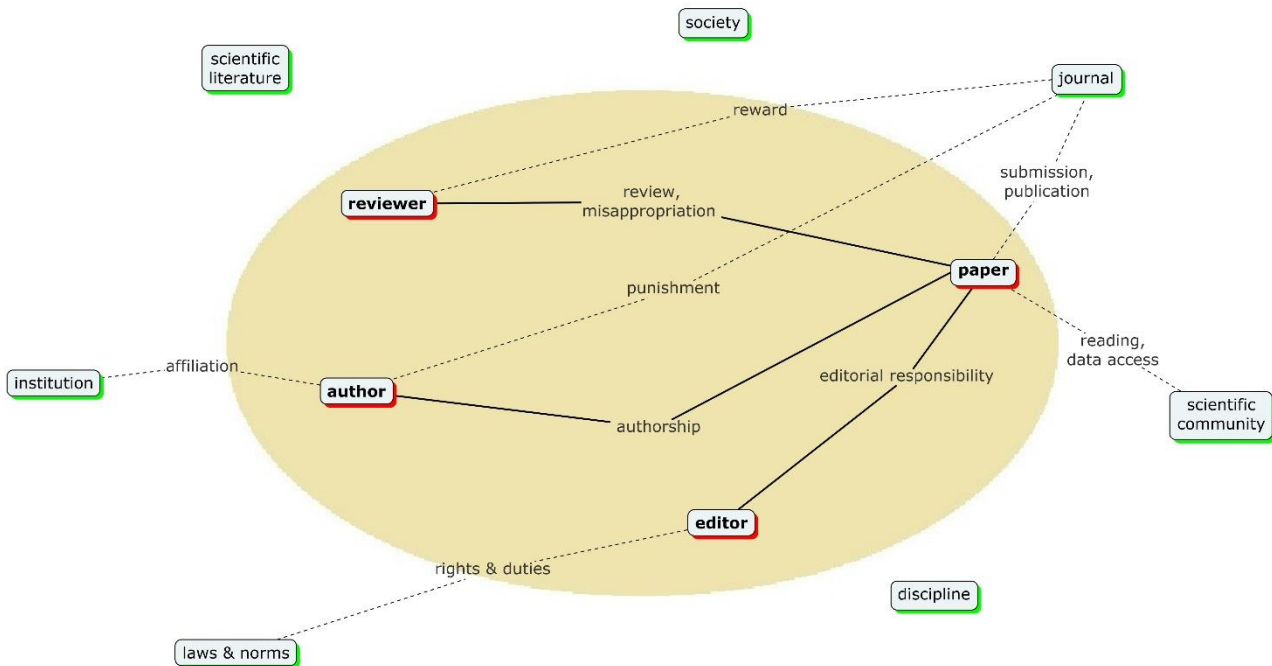 society
scientific
literature
journal
reward
submission,
publication
reviewer
review,
misappropriation
paper
punishment
reading,
data access
affiliation
institution
author
editorial responsibility
scientific
community
authorship
editor
rights & duties
discipline
laws & norms